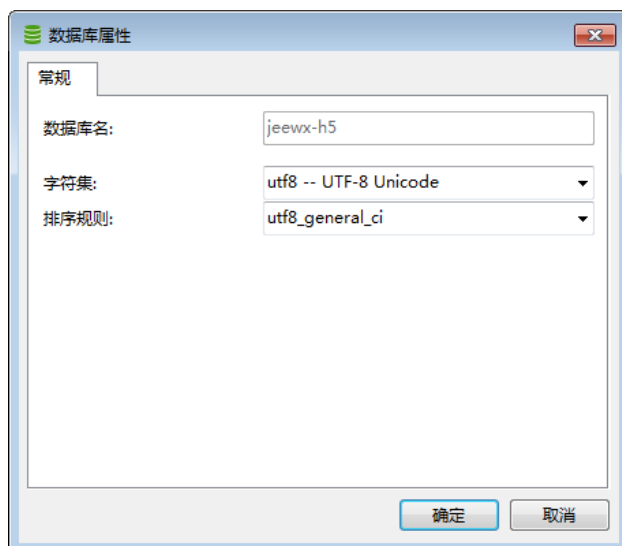 数据库属性
常规
数据库名: jeewx-h5
字符集: utf8 -- UTF-8 Unicode
排序规则: utf8_general_ci
确定 取消